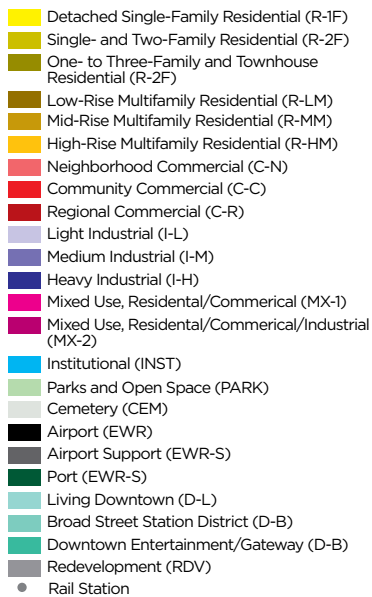 Detached Single-Family Residential (R-1F)
Single- and Two-Family Residential (R-2F)
One- to Three-Family and Townhouse
Residential (R-2F)
Low-Rise Multifamily Residential (R-LM)
Mid-Rise Multifamily Residential (R-MM)
High-Rise Multifamily Residential (R-HM)
Neighborhood Commercial (C-N)
Community Commercial (C-C)
Regional Commercial (C-R)
Light Industrial (I-L)
Medium Industrial (I-M)
Heavy Industrial (I-H)
Mixed Use, Residental/Commerical (MX-1)
Mixed Use, Residental/Commerical/Industrial
(MX-2)
Institutional (INST)
Parks and Open Space (PARK)
Cemetery (CEM)
Airport (EWR)
Airport Support (EWR-S)
Port (EWR-S)
Living Downtown (D-L)
Broad Street Station District (D-B)
Downtown Entertainment/Gateway (D-B)
Redevelopment (RDV)
Rail Station